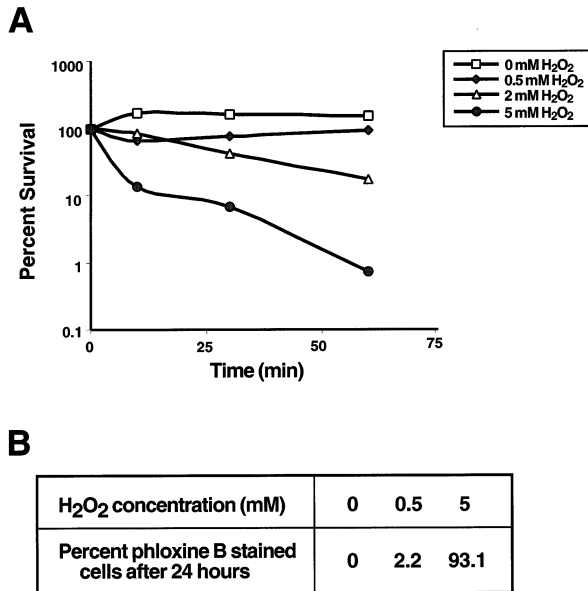 A
1000
100
10
1
0.1
Percent Survival
0
25
50
75
Time (min)
0 mM H₂O₂
0.5 mM H₂O₂
2 mM H₂O₂
5 mM H₂O₂
B
H₂O₂ concentration (mM) 0 0.5 5
Percent phloxine B stained
cells after 24 hours 0 2.2 93.1